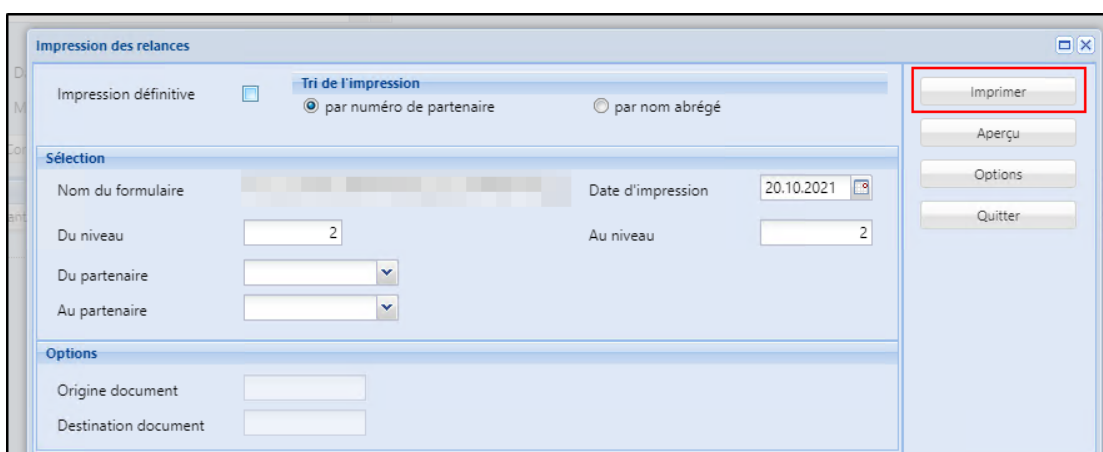 Impression des relances
Impression définitive
Tri de l'impression
par numéro de partenaire
par nom abrégé
Imprimer
Aperçu
Options
Quitter
Sélection
Nom du formulaire
Date d'impression
20.10.2021
Du niveau
2
Au niveau
2
Du partenaire
Au partenaire
Options
Origine document
Destination document